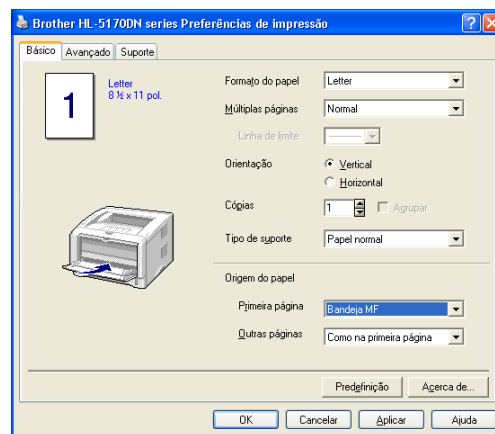 Brother HL-5170DN series Preferências de impressão
Básico Avançado Suporte
1
Letter
8 ½ x 11 pol.
Formato do papel Letter
Múltiplas páginas Normal
Linha de limite
Orientação Vertical
Horizontal
Cópias 1 Agrupar
Tipo de suporte Papel normal
Origem do papel
Primeira página Bandeja MF
Outras páginas Como na primeira página
Predefinição Acerca de...
OK Cancelar Aplicar Ajuda